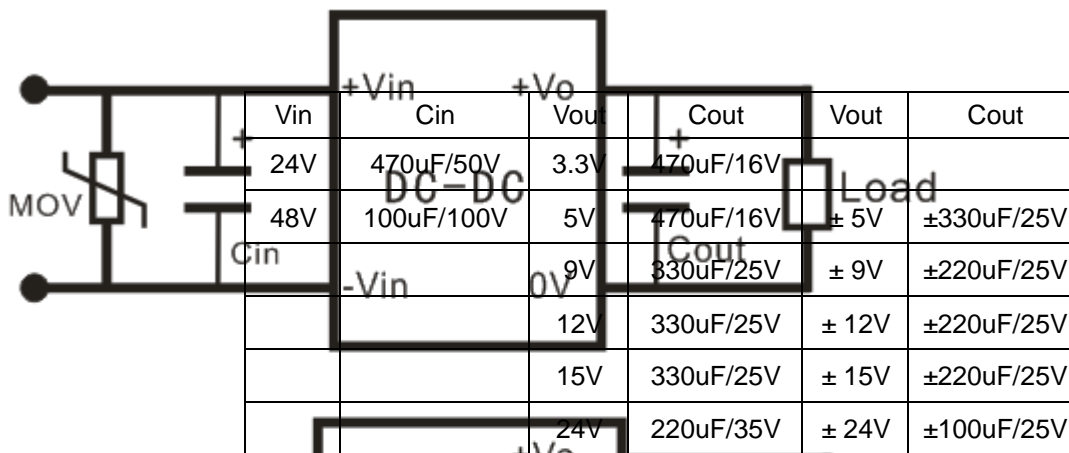 +Vin +Vo
Vin Cin Vout Cout Vout Cout
+ +
24V 470uF/50V 3.3V 470uF/16V
DC-DC Load
MOV
48V 100uF/100V 5V 470uF/16V ± 5V ±330uF/25V
Cin Cout
9V 330uF/25V ± 9V ±220uF/25V
-Vin 0V
12V 330uF/25V ± 12V ±220uF/25V
15V 330uF/25V ± 15V ±220uF/25V
24V 220uF/35V ± 24V ±100uF/25V
+Vo